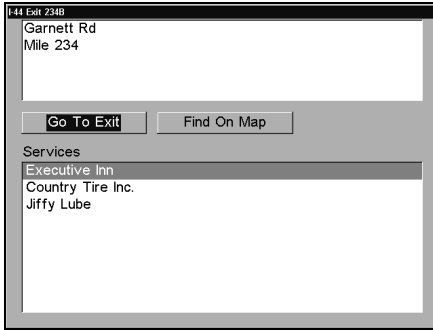 I-44 Exit 234B
Garnett Rd
Mile 234
Go To Exit
Find On Map
Services
Executive Inn
Country Tire Inc.
Jiffy Lube